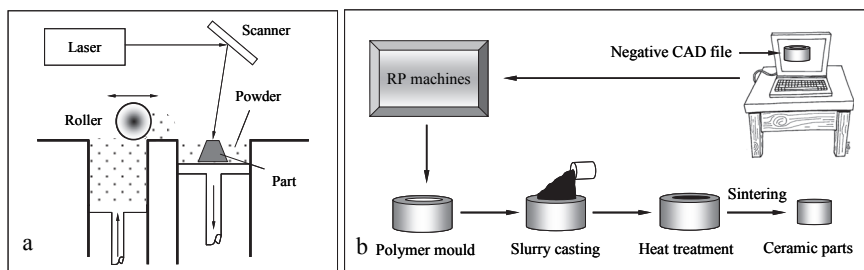 Laser
Scanner
Roller
Powder
Part
a
Negative CAD file
RP machines
Sintering
Polymer mould
Slurry casting
Heat treatment
Ceramic parts
b